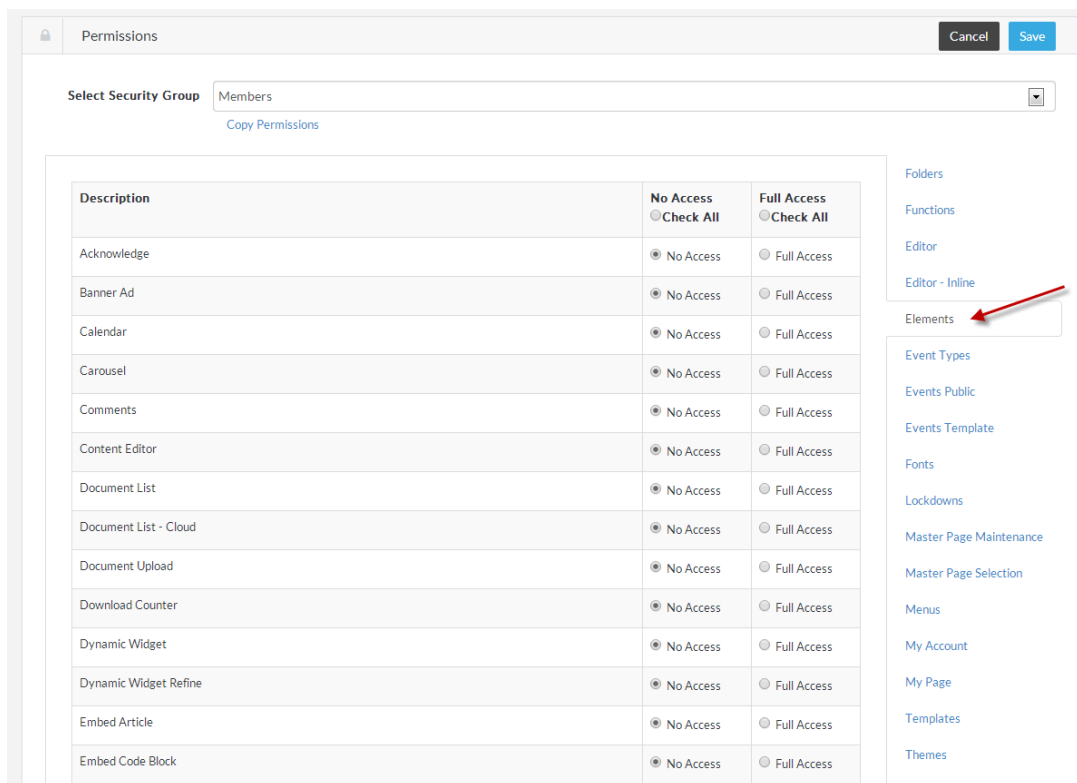 Permissions
Cancel
Save
Select Security Group
Members
Copy Permissions
Description
No Access
Check All
Full Access
Check All
Acknowledge
No Access
Full Access
Banner Ad
No Access
Full Access
Calendar
No Access
Full Access
Carousel
No Access
Full Access
Comments
No Access
Full Access
Content Editor
No Access
Full Access
Document List
No Access
Full Access
Document List - Cloud
No Access
Full Access
Document Upload
No Access
Full Access
Download Counter
No Access
Full Access
Dynamic Widget
No Access
Full Access
Dynamic Widget Refine
No Access
Full Access
Embed Article
No Access
Full Access
Embed Code Block
No Access
Full Access
Folders
Functions
Editor
Editor - Inline
Elements
Event Types
Events Public
Events Template
Fonts
Lockdowns
Master Page Maintenance
Master Page Selection
Menus
My Account
My Page
Templates
Themes